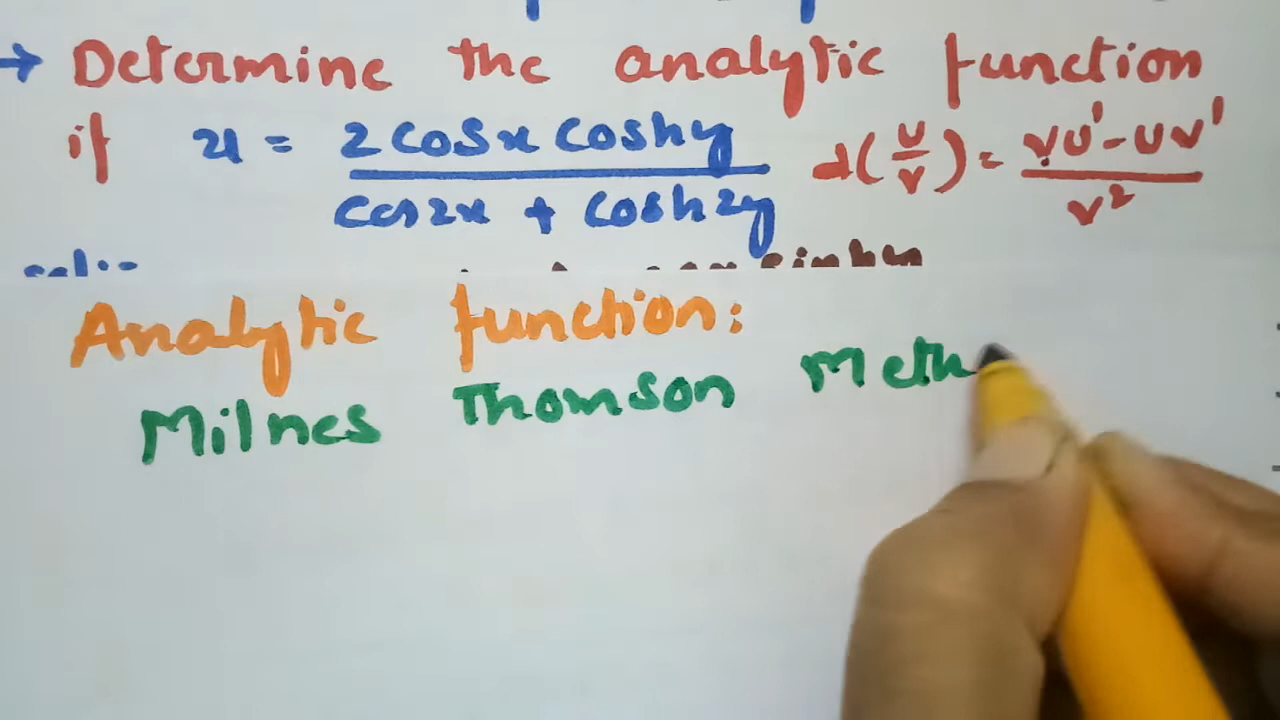 → Determine the analytic function
if u = 2cosx coshy / cos2x + cosh2y d(u/v) = vu' - uv' / v²
Analytic function:
Milnes Thomson Meth